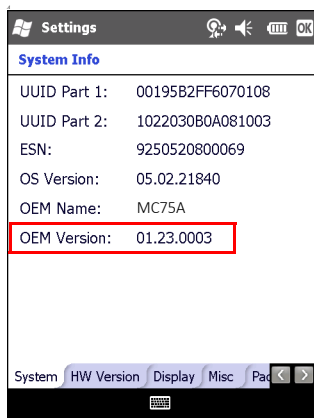 Settings
OK
System Info
UUID Part 1: 00195B2FF6070108
UUID Part 2: 1022030B0A081003
ESN: 9250520800069
OS Version: 05.02.21840
OEM Name: MC75A
OEM Version: 01.23.0003
System HW Version Display Misc Pac